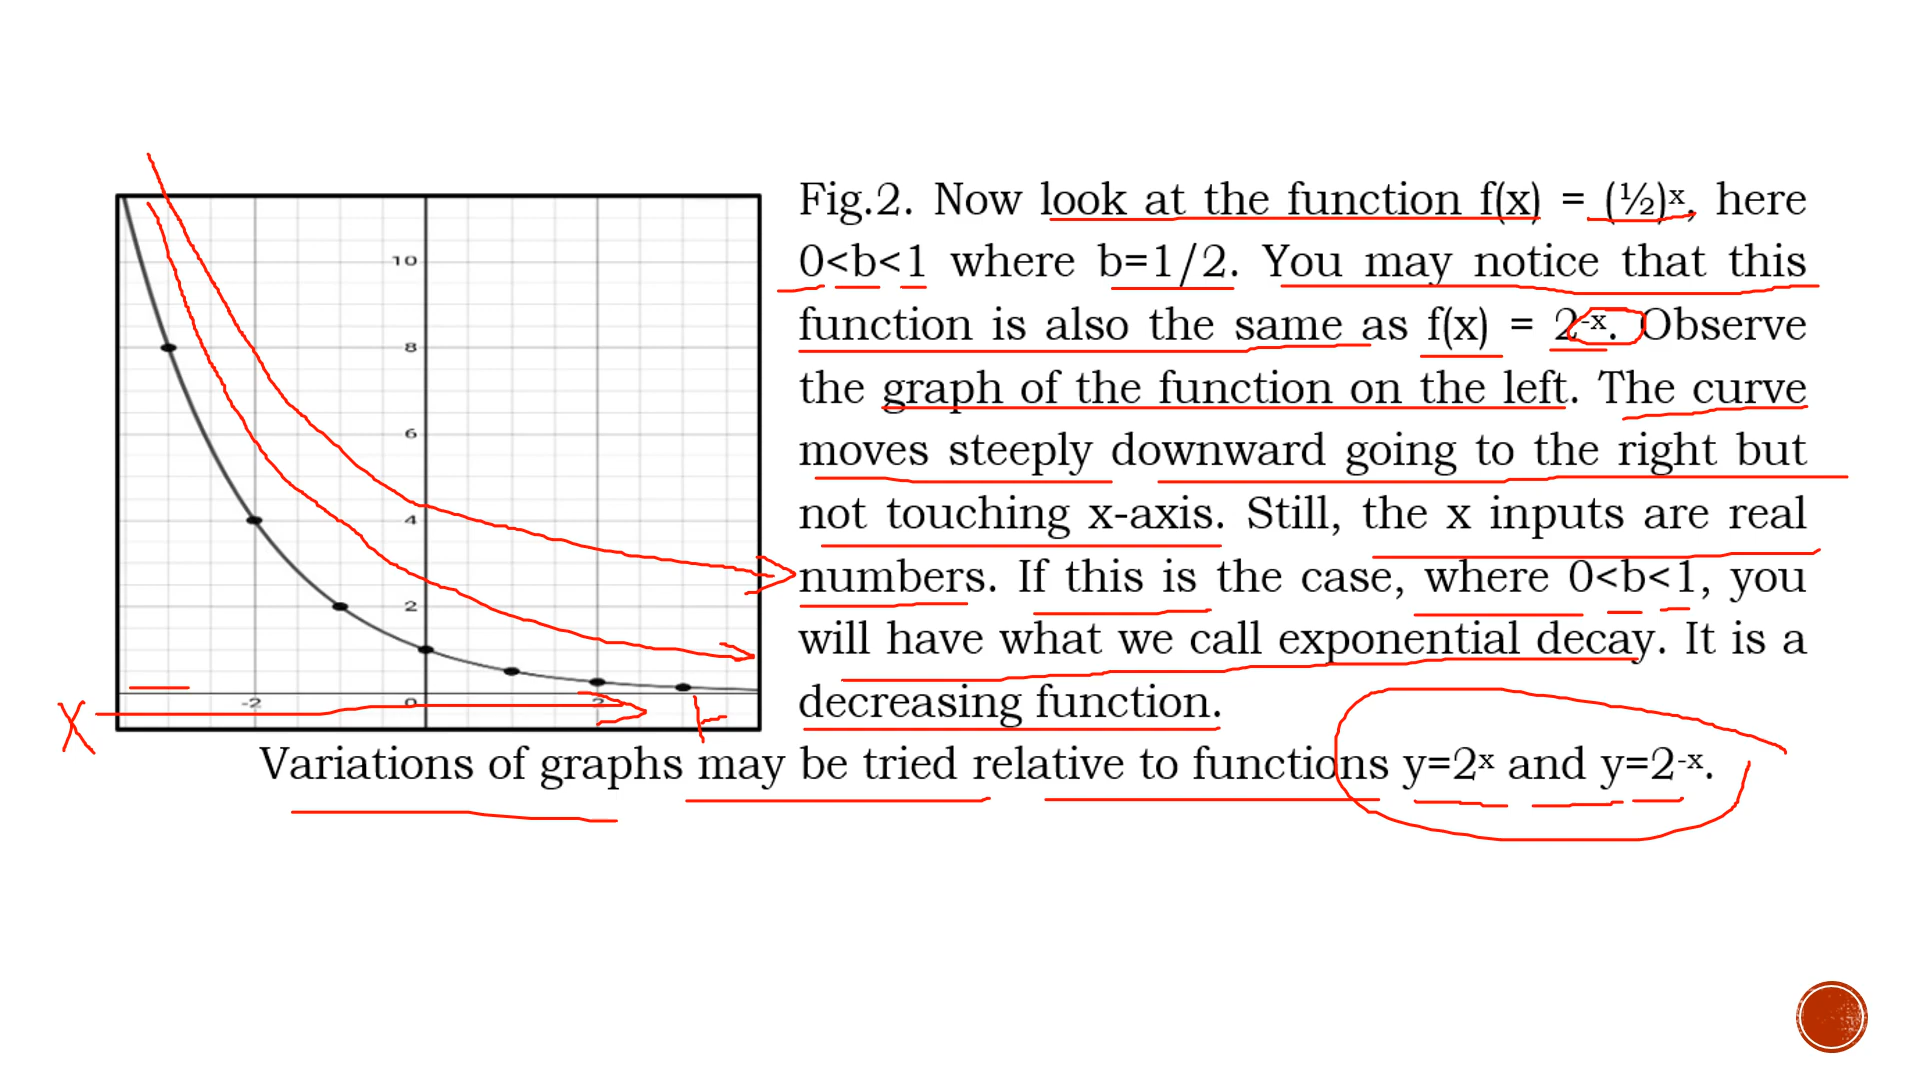 Fig.2. Now look at the function f(x) = (½)ˣ, here
0<b<1 where b=1/2. You may notice that this
function is also the same as f(x) = 2⁻ˣ. Observe
the graph of the function on the left. The curve
moves steeply downward going to the right but
not touching x-axis. Still, the x inputs are real
numbers. If this is the case, where 0<b<1, you
will have what we call exponential decay. It is a
decreasing function.
10
8
6
4
2
-2 0 2
X
Variations of graphs may be tried relative to functions y=2ˣ and y=2⁻ˣ.